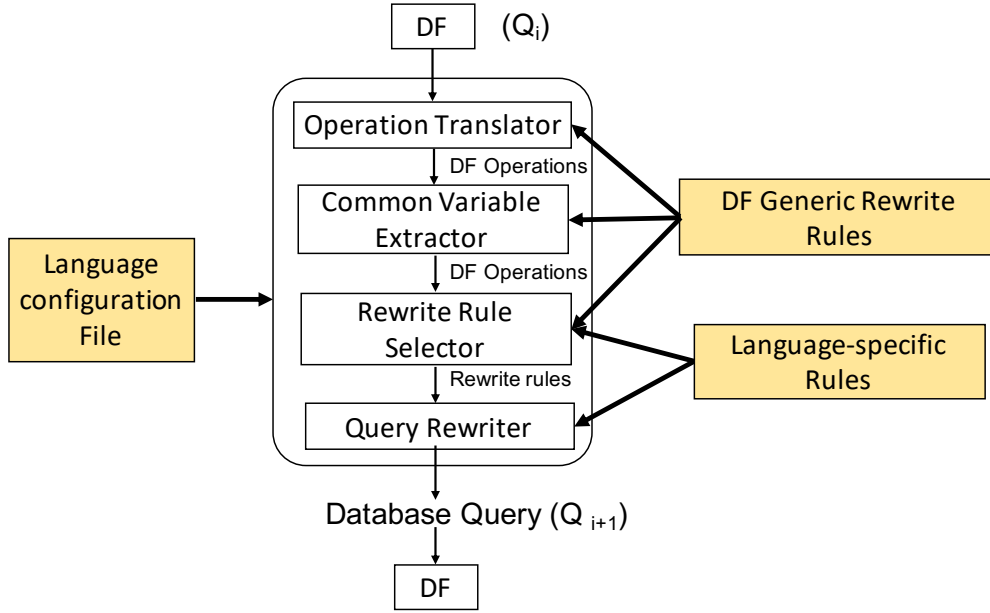 DF (Qᵢ)
Operation Translator
DF Operations
Common Variable
Extractor
DF Generic Rewrite
Rules
DF Operations
Language
configuration
File
Rewrite Rule
Selector
Language-specific
Rules
Rewrite rules
Query Rewriter
Database Query (Q ᵢ₊₁)
DF